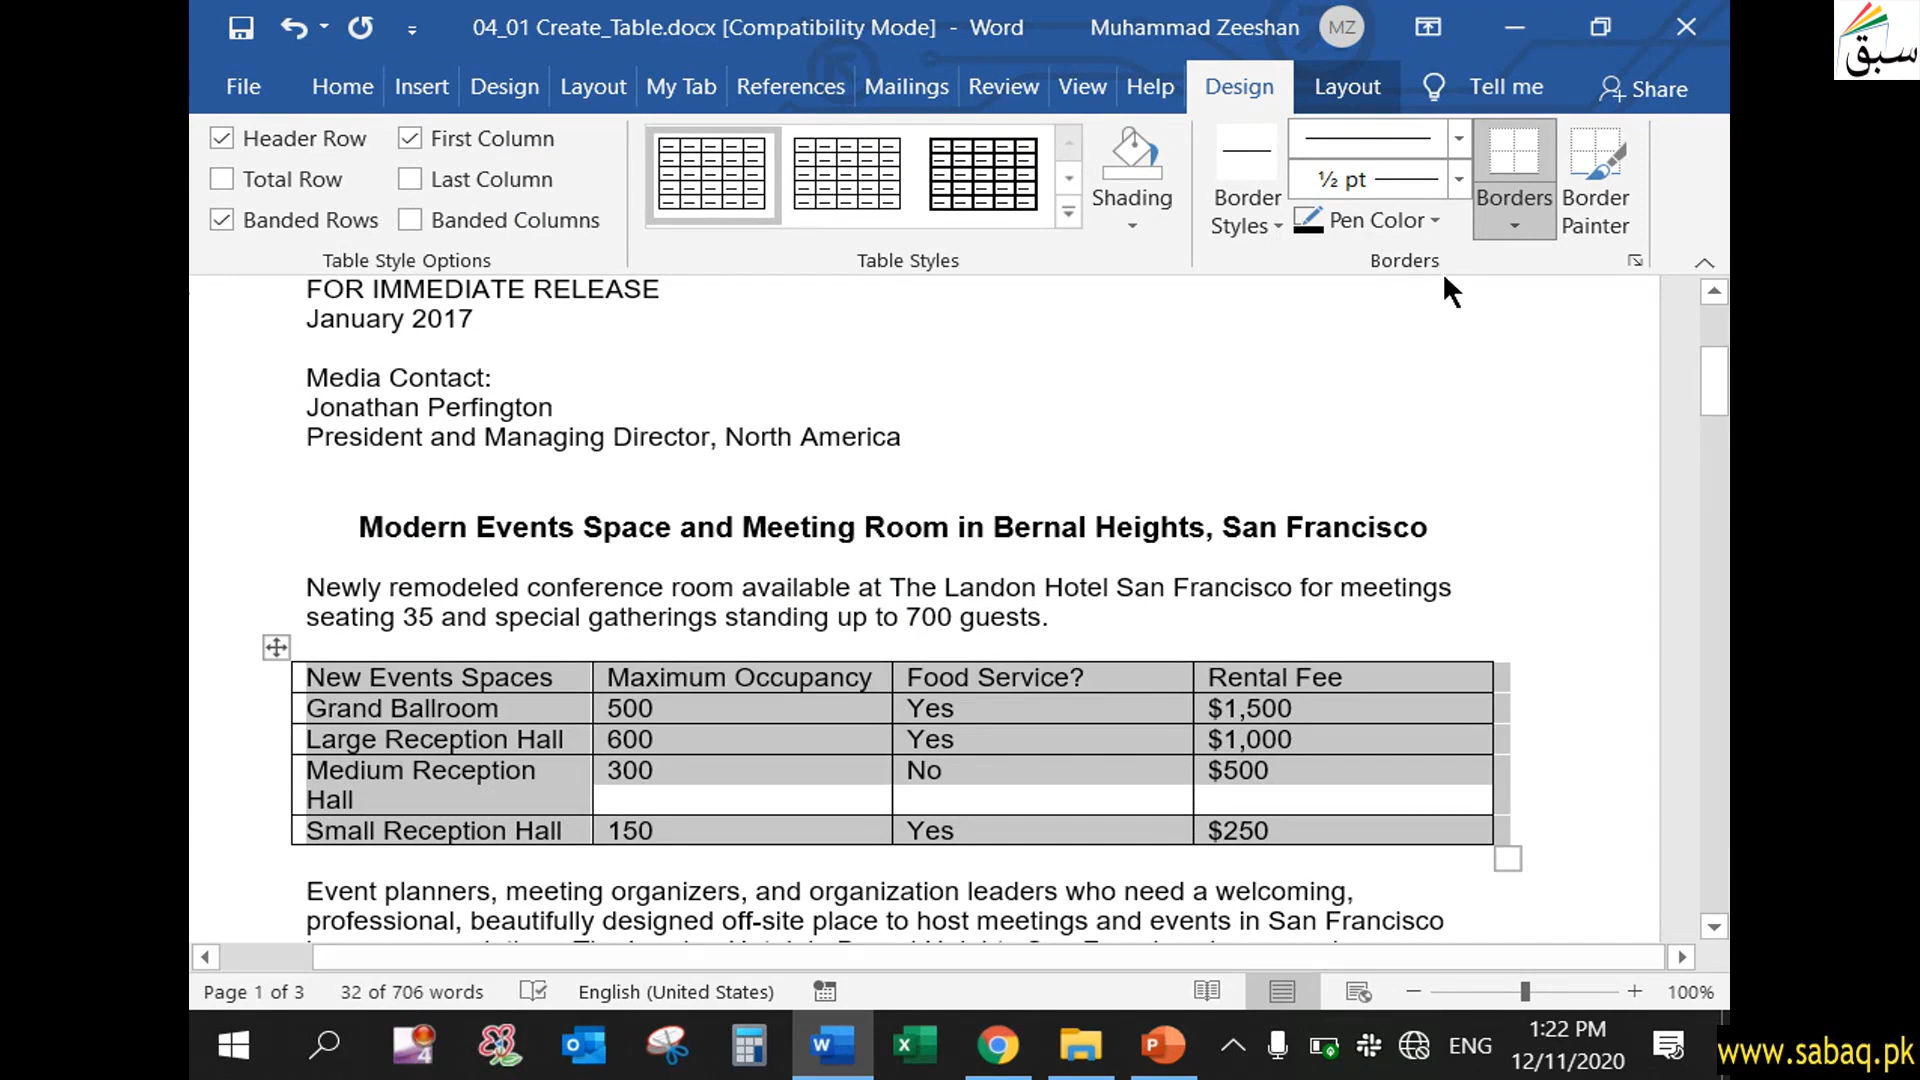 سبق
04_01 Create_Table.docx [Compatibility Mode] - Word
Muhammad Zeeshan
MZ
File
Home
Insert
Design
Layout
My Tab
References
Mailings
Review
View
Help
Design
Layout
Tell me
Share
Header Row
First Column
Total Row
Last Column
Banded Rows
Banded Columns
Table Style Options
Table Styles
Shading
Border Styles
½ pt
Pen Color
Borders
Border Painter
Borders
FOR IMMEDIATE RELEASE
January 2017
Media Contact:
Jonathan Perfington
President and Managing Director, North America
Modern Events Space and Meeting Room in Bernal Heights, San Francisco
Newly remodeled conference room available at The Landon Hotel San Francisco for meetings
seating 35 and special gatherings standing up to 700 guests.
New Events Spaces Maximum Occupancy Food Service? Rental Fee
Grand Ballroom 500 Yes $1,500
Large Reception Hall 600 Yes $1,000
Medium Reception 300 No $500
Hall
Small Reception Hall 150 Yes $250
Event planners, meeting organizers, and organization leaders who need a welcoming,
professional, beautifully designed off-site place to host meetings and events in San Francisco
Page 1 of 3
32 of 706 words
English (United States)
100%
4
ENG
1:22 PM
12/11/2020
www.sabaq.pk